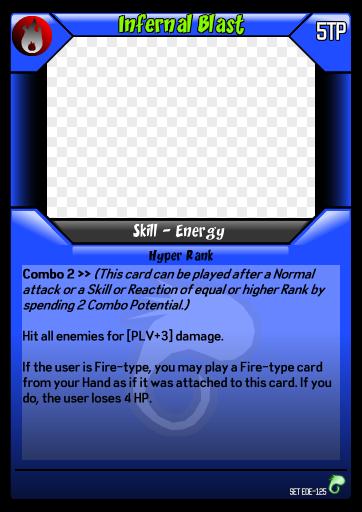 Infernal Blast
5TP
Skill - Energy
Hyper Rank
Combo 2 >> (This card can be played after a Normal
attack or a Skill or Reaction of equal or higher Rank by
spending 2 Combo Potential.)
Hit all enemies for [PLV+3] damage.
If the user is Fire-type, you may play a Fire-type card
from your Hand as if it was attached to this card. If you
do, the user loses 4 HP.
SET EOE-125